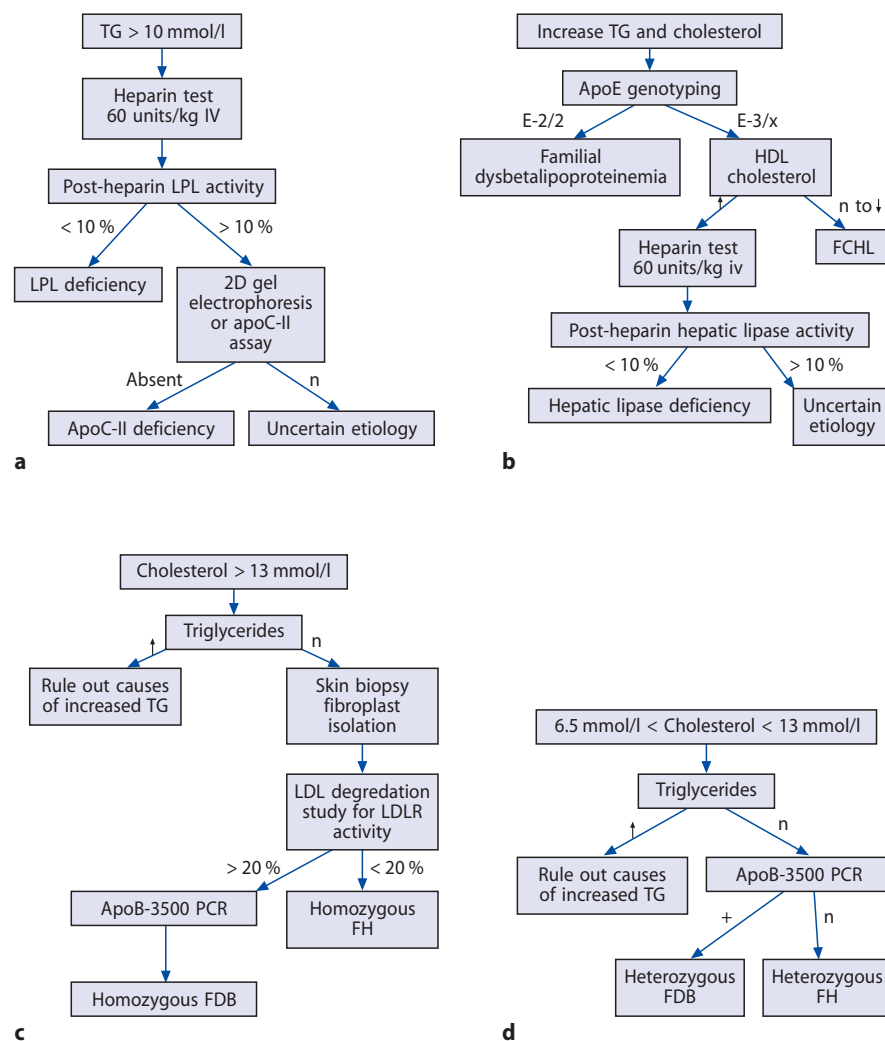 TG > 10 mmol/l
Heparin test
60 units/kg IV
Post-heparin LPL activity
< 10 %
> 10 %
LPL deficiency
2D gel
electrophoresis
or apoC-II
assay
Absent
n
ApoC-II deficiency
Uncertain etiology
a
Increase TG and cholesterol
ApoE genotyping
E-2/2
E-3/x
Familial
dysbetalipoproteinemia
HDL
cholesterol
↑
n to ↓
Heparin test
60 units/kg iv
FCHL
Post-heparin hepatic lipase activity
< 10 %
> 10 %
Hepatic lipase deficiency
Uncertain
etiology
b
Cholesterol > 13 mmol/l
Triglycerides
↑
n
Rule out causes
of increased TG
Skin biopsy
fibroplast
isolation
LDL degredation
study for LDLR
activity
> 20 %
< 20 %
ApoB-3500 PCR
Homozygous
FH
Homozygous FDB
c
6.5 mmol/l < Cholesterol < 13 mmol/l
Triglycerides
↑
n
Rule out causes
of increased TG
ApoB-3500 PCR
+
n
Heterozygous
FDB
Heterozygous
FH
d